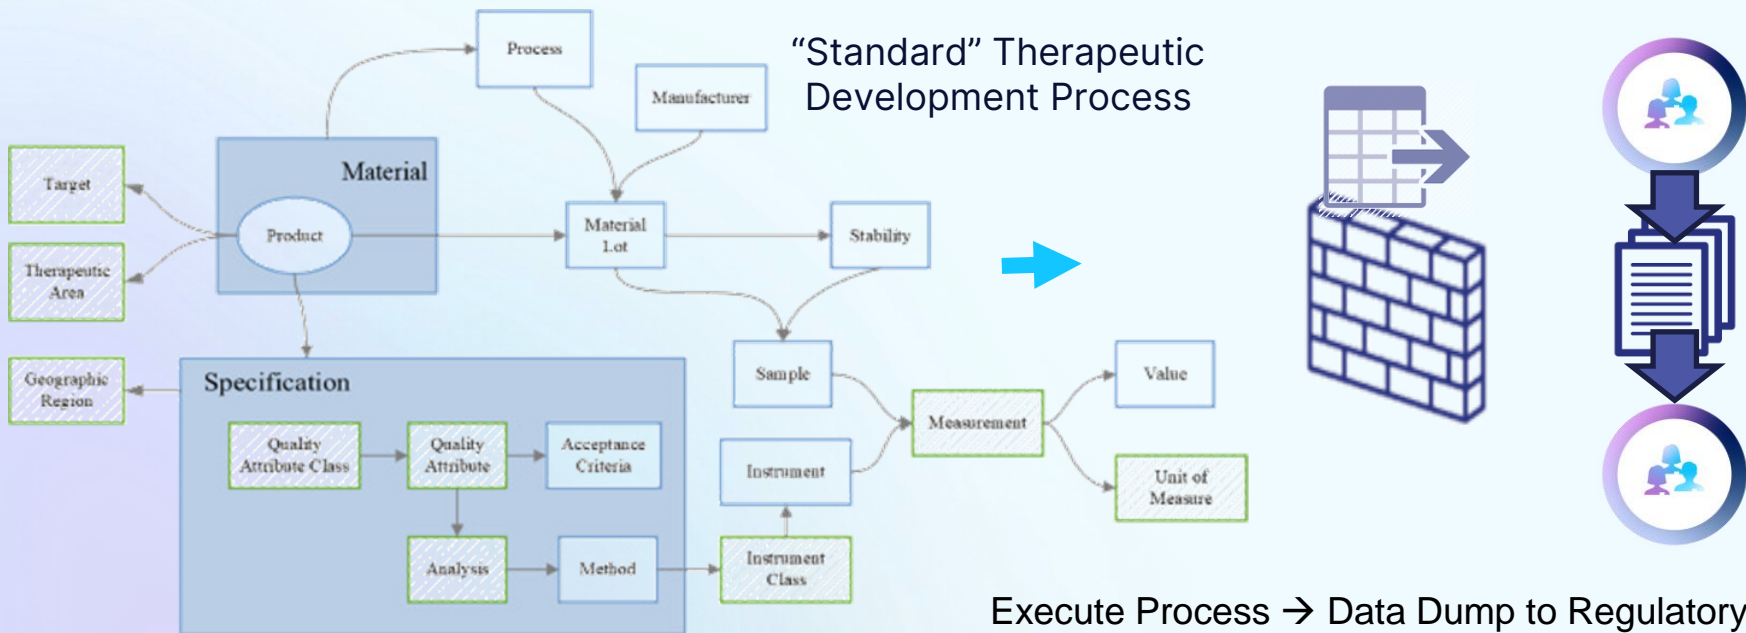 “Standard” Therapeutic
Development Process
Process
Manufacturer
Material
Target
Product
Material
Lot
Stability
Therapeutic
Area
Geographic
Region
Specification
Sample
Value
Measurement
Quality
Attribute Class
Quality
Attribute
Acceptance
Criteria
Instrument
Unit of
Measure
Analysis
Method
Instrument
Class
Execute Process → Data Dump to Regulatory